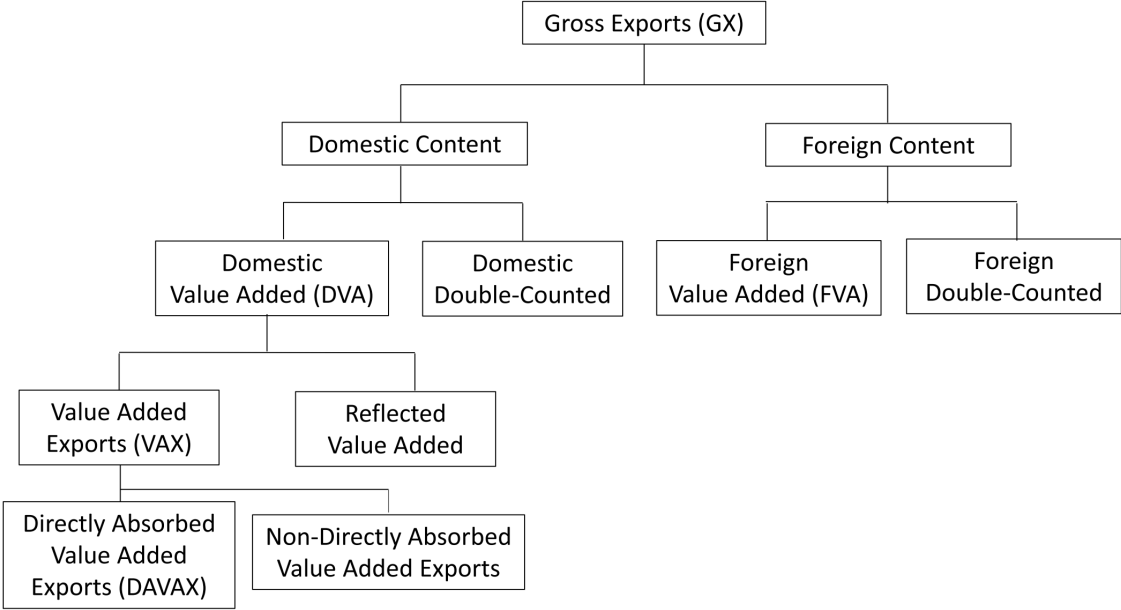 Gross Exports (GX)
Domestic Content
Foreign Content
Domestic
Value Added (DVA)
Domestic
Double-Counted
Foreign
Value Added (FVA)
Foreign
Double-Counted
Value Added
Exports (VAX)
Reflected
Value Added
Directly Absorbed
Value Added
Exports (DAVAX)
Non-Directly Absorbed
Value Added Exports